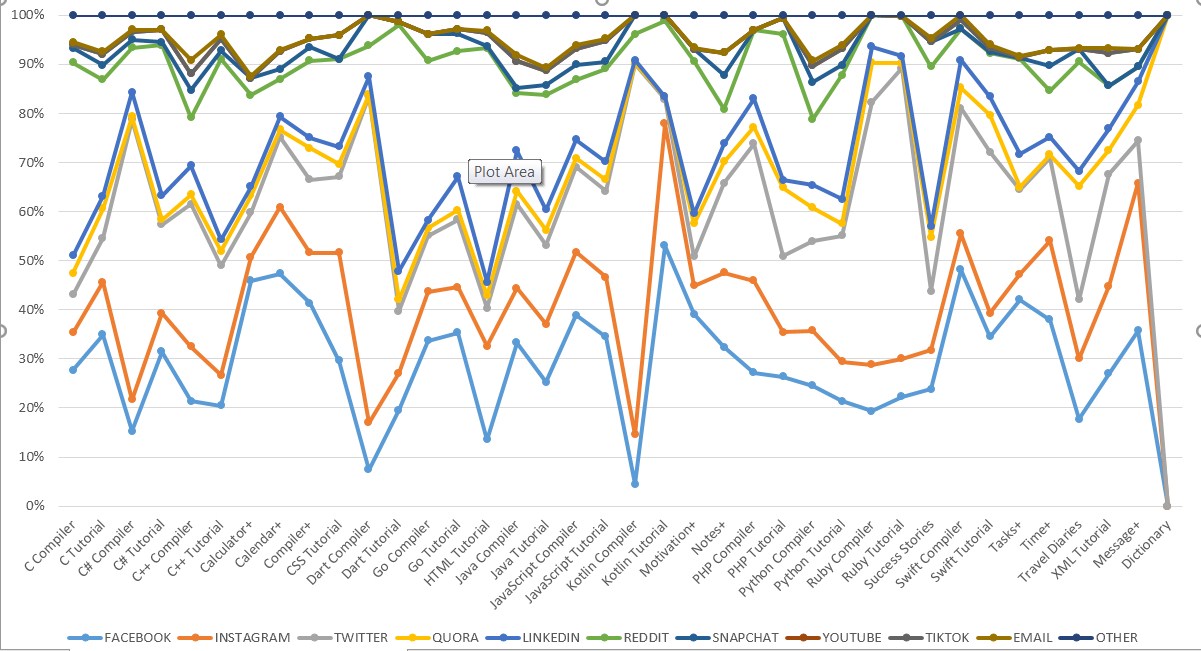 100%
90%
80%
70%
60%
50%
40%
30%
20%
10%
0%
Plot Area
C Compiler
C Tutorial
C# Compiler
C# Tutorial
C++ Compiler
C++ Tutorial
Calculator+
Calendar+
Compiler+
CSS Tutorial
Dart Compiler
Dart Tutorial
Go Compiler
Go Tutorial
HTML Tutorial
Java Compiler
Java Tutorial
JavaScript Compiler
JavaScript Tutorial
Kotlin Compiler
Kotlin Tutorial
Motivation+
Notes+
PHP Compiler
PHP Tutorial
Python Compiler
Python Tutorial
Ruby Compiler
Ruby Tutorial
Success Stories
Swift Compiler
Swift Tutorial
Tasks+
Time+
Travel Diaries
XML Tutorial
Message+
Dictionary
FACEBOOK INSTAGRAM TWITTER QUORA LINKEDIN REDDIT SNAPCHAT YOUTUBE TIKTOK EMAIL OTHER